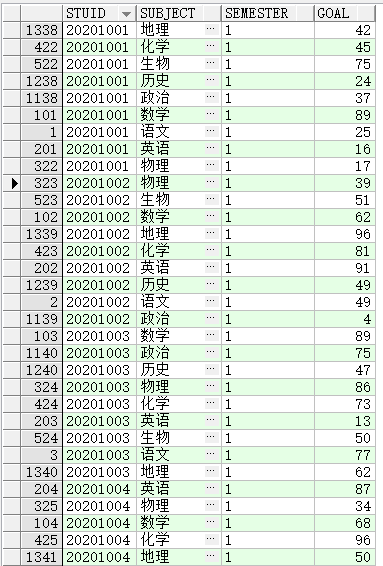 STUID SUBJECT SEMESTER GOAL
1338 20201001 地理 ... 1 42
422 20201001 化学 ... 1 45
522 20201001 生物 ... 1 75
1238 20201001 历史 ... 1 24
1138 20201001 政治 ... 1 37
101 20201001 数学 ... 1 89
1 20201001 语文 ... 1 25
201 20201001 英语 ... 1 16
322 20201001 物理 ... 1 17
323 20201002 物理 ... 1 39
523 20201002 生物 ... 1 51
102 20201002 数学 ... 1 62
1339 20201002 地理 ... 1 96
423 20201002 化学 ... 1 81
202 20201002 英语 ... 1 91
1239 20201002 历史 ... 1 49
2 20201002 语文 ... 1 49
1139 20201002 政治 ... 1 4
103 20201003 数学 ... 1 89
1140 20201003 政治 ... 1 75
1240 20201003 历史 ... 1 47
324 20201003 物理 ... 1 86
424 20201003 化学 ... 1 73
203 20201003 英语 ... 1 13
524 20201003 生物 ... 1 50
3 20201003 语文 ... 1 77
1340 20201003 地理 ... 1 62
204 20201004 英语 ... 1 87
325 20201004 物理 ... 1 34
104 20201004 数学 ... 1 68
425 20201004 化学 ... 1 96
1341 20201004 地理 ... 1 50